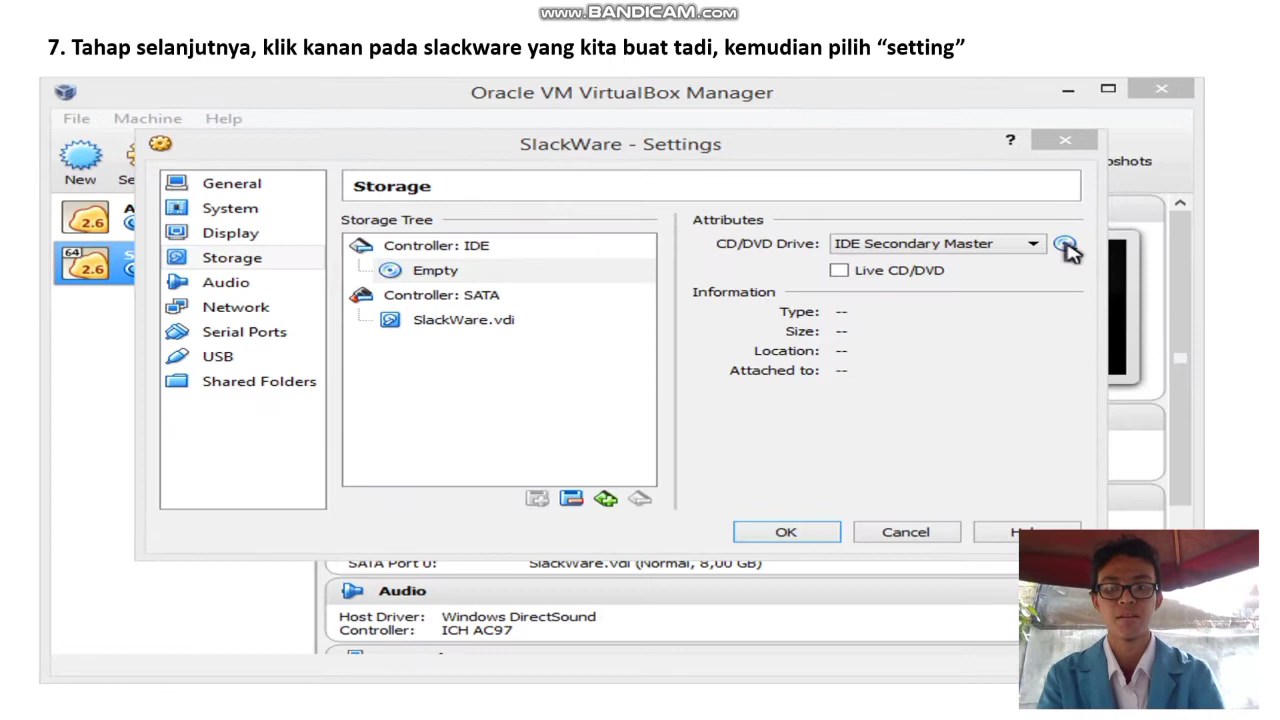 www.BANDICAM.com
7. Tahap selanjutnya, klik kanan pada slackware yang kita buat tadi, kemudian pilih “setting”
Oracle VM VirtualBox Manager
File Machine Help
SlackWare - Settings
?
New
General
System
Display
Storage
Audio
Network
Serial Ports
USB
Shared Folders
Storage
Storage Tree
Controller: IDE
Empty
Controller: SATA
SlackWare.vdi
Attributes
CD/DVD Drive: IDE Secondary Master
Live CD/DVD
Information
Type: --
Size: --
Location: --
Attached to: --
OK Cancel
2.6
64
2.6
SATA Port 0: SlackWare.vdi (Normal, 8,00 GB)
Audio
Host Driver: Windows DirectSound
Controller: ICH AC97